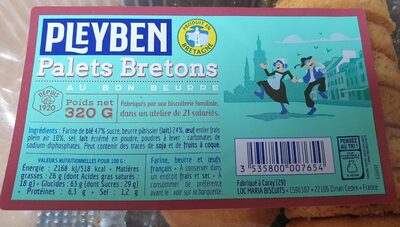 PLEYBEN
PRODUIT EN
BRETAGNE
Palets Bretons
AU BON BEURRE
DEPUIS
1920
Poids net
320 G
Fabriqués par une biscuiterie familiale,
dans un atelier de 21 salariés.
Ingrédients : Farine de blé 47% sucre, beurre pâtissier (lait) 24%, œuf entier frais
plein air 10%, sel, lait écrémé en poudre, poudres à lever : carbonates de
sodium-diphosphates. Peut contenir des traces de soja et de fruits à coque.
VALEURS NUTRITIONNELLES POUR 100 G :
Énergie : 2168 kJ/518 kcal • Matières
grasses : 26 g (dont Acides gras saturés :
18 g) • Glucides : 63 g (dont Sucres : 29 g)
• Protéines : 6,3 g • Sel : 1,2 g
Farine, beurre et œufs
français • À conserver dans
un endroit frais et sec • À
consommer de préférence
avant le : voir sur la barquette.
3 535800 007654
PENSEZ
AU TRI !
Fabriqué à Coray (29)
LOC MARIA BISCUITS • CS96307 • 22106 Dinan Cedex • France